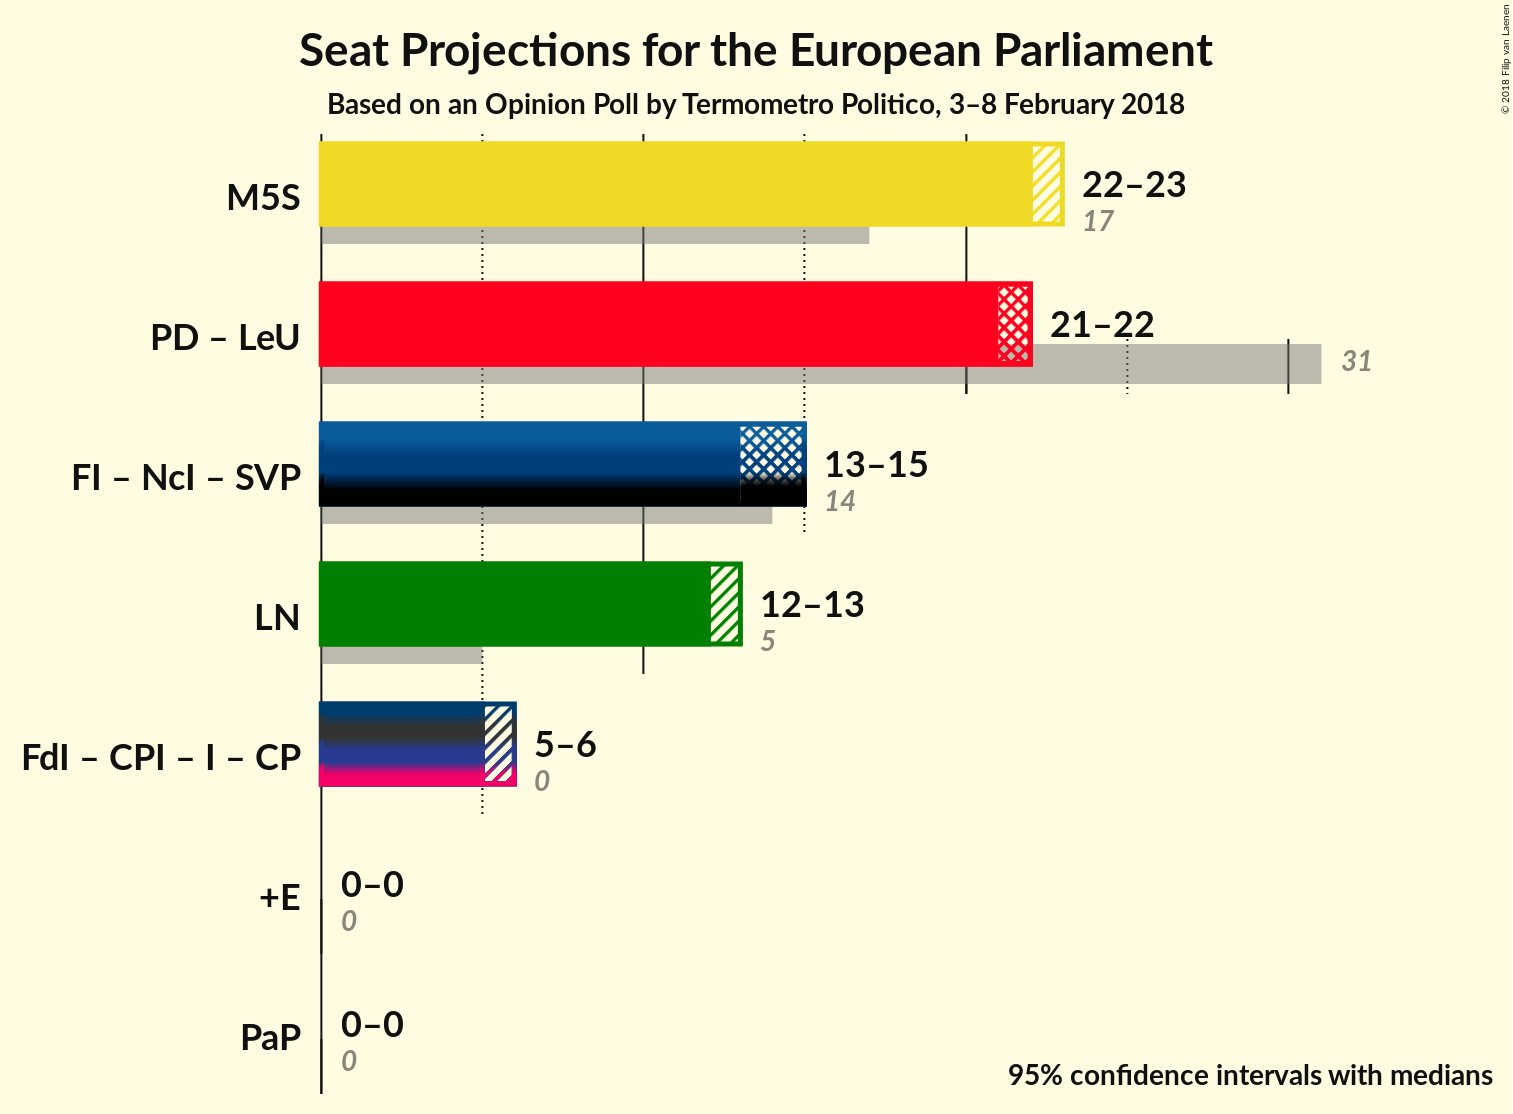 Seat Projections for the European Parliament
Based on an Opinion Poll by Termometro Politico, 3–8 February 2018
© 2018 Filip van Laenen
M5S
22–23
17
PD – LeU
21–22
31
FI – NcI – SVP
13–15
14
LN
12–13
5
FdI – CPI – I – CP
5–6
0
+E
0–0
0
PaP
0–0
0
95% confidence intervals with medians